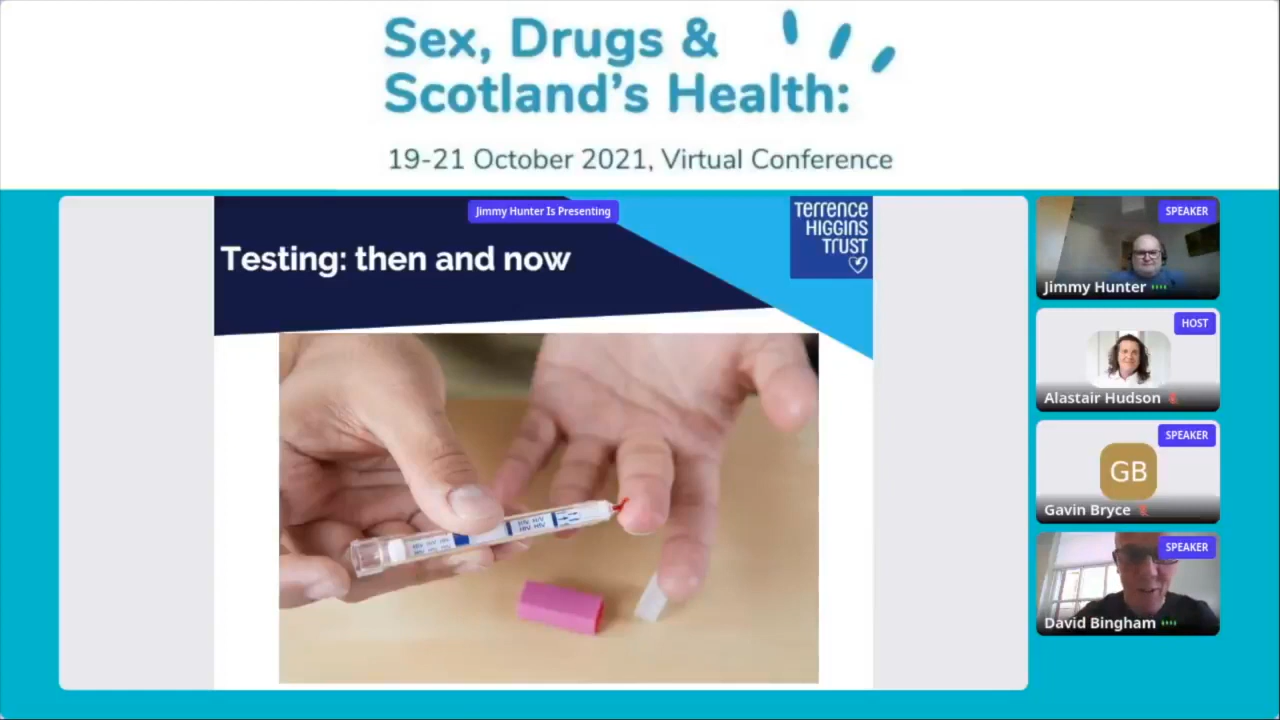 Sex, Drugs &
Scotland's Health:
19-21 October 2021, Virtual Conference
Jimmy Hunter Is Presenting
Testing: then and now
Terrence
HIGGINS
TRUST
SPEAKER
Jimmy Hunter
HOST
Alastair Hudson
SPEAKER
GB
Gavin Bryce
SPEAKER
David Bingham